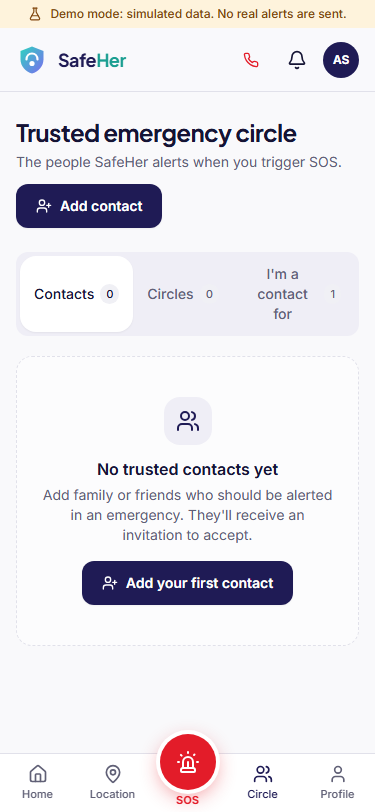 Demo mode: simulated data. No real alerts are sent.
SafeHer
AS
Trusted emergency circle
The people SafeHer alerts when you trigger SOS.
Add contact
Contacts 0
Circles 0
I'm a
contact
for
1
No trusted contacts yet
Add family or friends who should be alerted
in an emergency. They'll receive an
invitation to accept.
Add your first contact
Home
Location
SOS
Circle
Profile